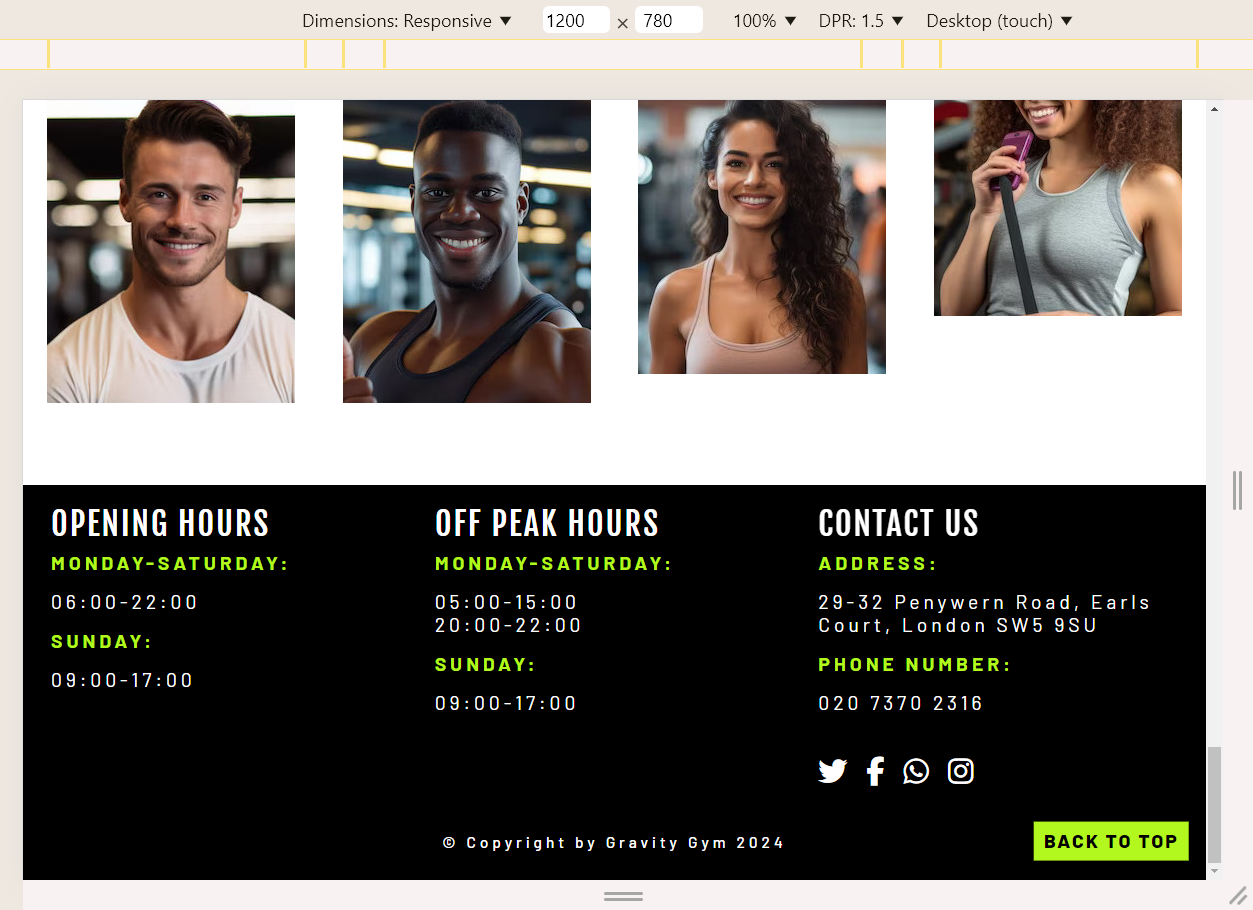 Dimensions: Responsive ▼ 1200 × 780 100% ▼ DPR: 1.5 ▼ Desktop (touch) ▼
OPENING HOURS
MONDAY-SATURDAY:
06:00-22:00
SUNDAY:
09:00-17:00
OFF PEAK HOURS
MONDAY-SATURDAY:
05:00-15:00
20:00-22:00
SUNDAY:
09:00-17:00
CONTACT US
ADDRESS:
29-32 Penywern Road, Earls
Court, London SW5 9SU
PHONE NUMBER:
020 7370 2316
© Copyright by Gravity Gym 2024
BACK TO TOP